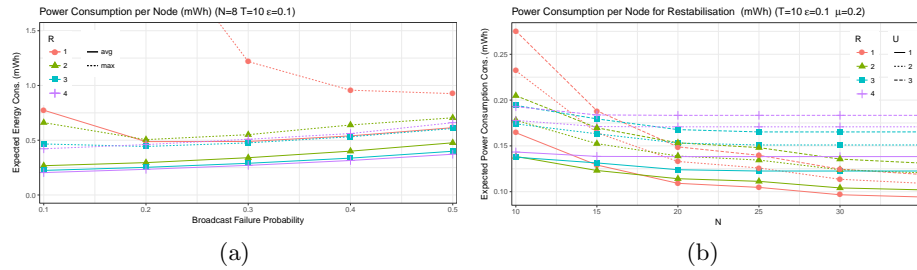 Power Consumption per Node (mWh) (N=8 T=10 ε=0.1)
Expected Energy Cons. (mWh)
1.5
1.0
0.5
0.0
R
1
2
3
4
avg
max
0.1
0.2
0.3
0.4
0.5
Broadcast Failure Probability
(a)
Power Consumption per Node for Restabilisation (mWh) (T=10 ε=0.1 μ=0.2)
Expected Power Consumption Cons. (mWh)
0.25
0.20
0.15
0.10
R
1
2
3
4
U
1
2
3
10
15
20
25
30
N
(b)